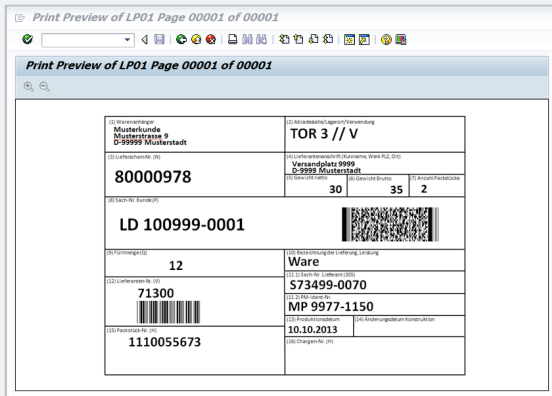 Print Preview of LP01 Page 00001 of 00001
Print Preview of LP01 Page 00001 of 00001
(1) Warenanhänger
Musterkunde
Musterstrasse 9
D-99999 Musterstadt
(2) Abladestelle/Lagerort/Verwendung
TOR 3 // V
(3) Lieferschein-Nr. (N)
80000978
(4) Lieferantenanschrift (Kurzname, Werk PLZ, Ort)
Versandplatz 9999
D-9999 Musterstadt
(5) Gewicht netto
30
(6) Gewicht Brutto
35
(7) Anzahl Packstücke
2
(8) Sach-Nr. Kunde (P)
LD 100999-0001
(9) Füllmenge (Q)
12
(10) Bezeichnung der Lieferung, Leistung
Ware
(11.1) Sach-Nr. Lieferant (30S)
S73499-0070
(12) Lieferanten-Nr. (V)
71300
(11.2) PM-Ident-Nr.
MP 9977-1150
(13) Produktionsdatum
10.10.2013
(14) Änderungsdatum Konstruktion
(15) Packstück-Nr. (H)
1110055673
(16) Chargen-Nr. (H)